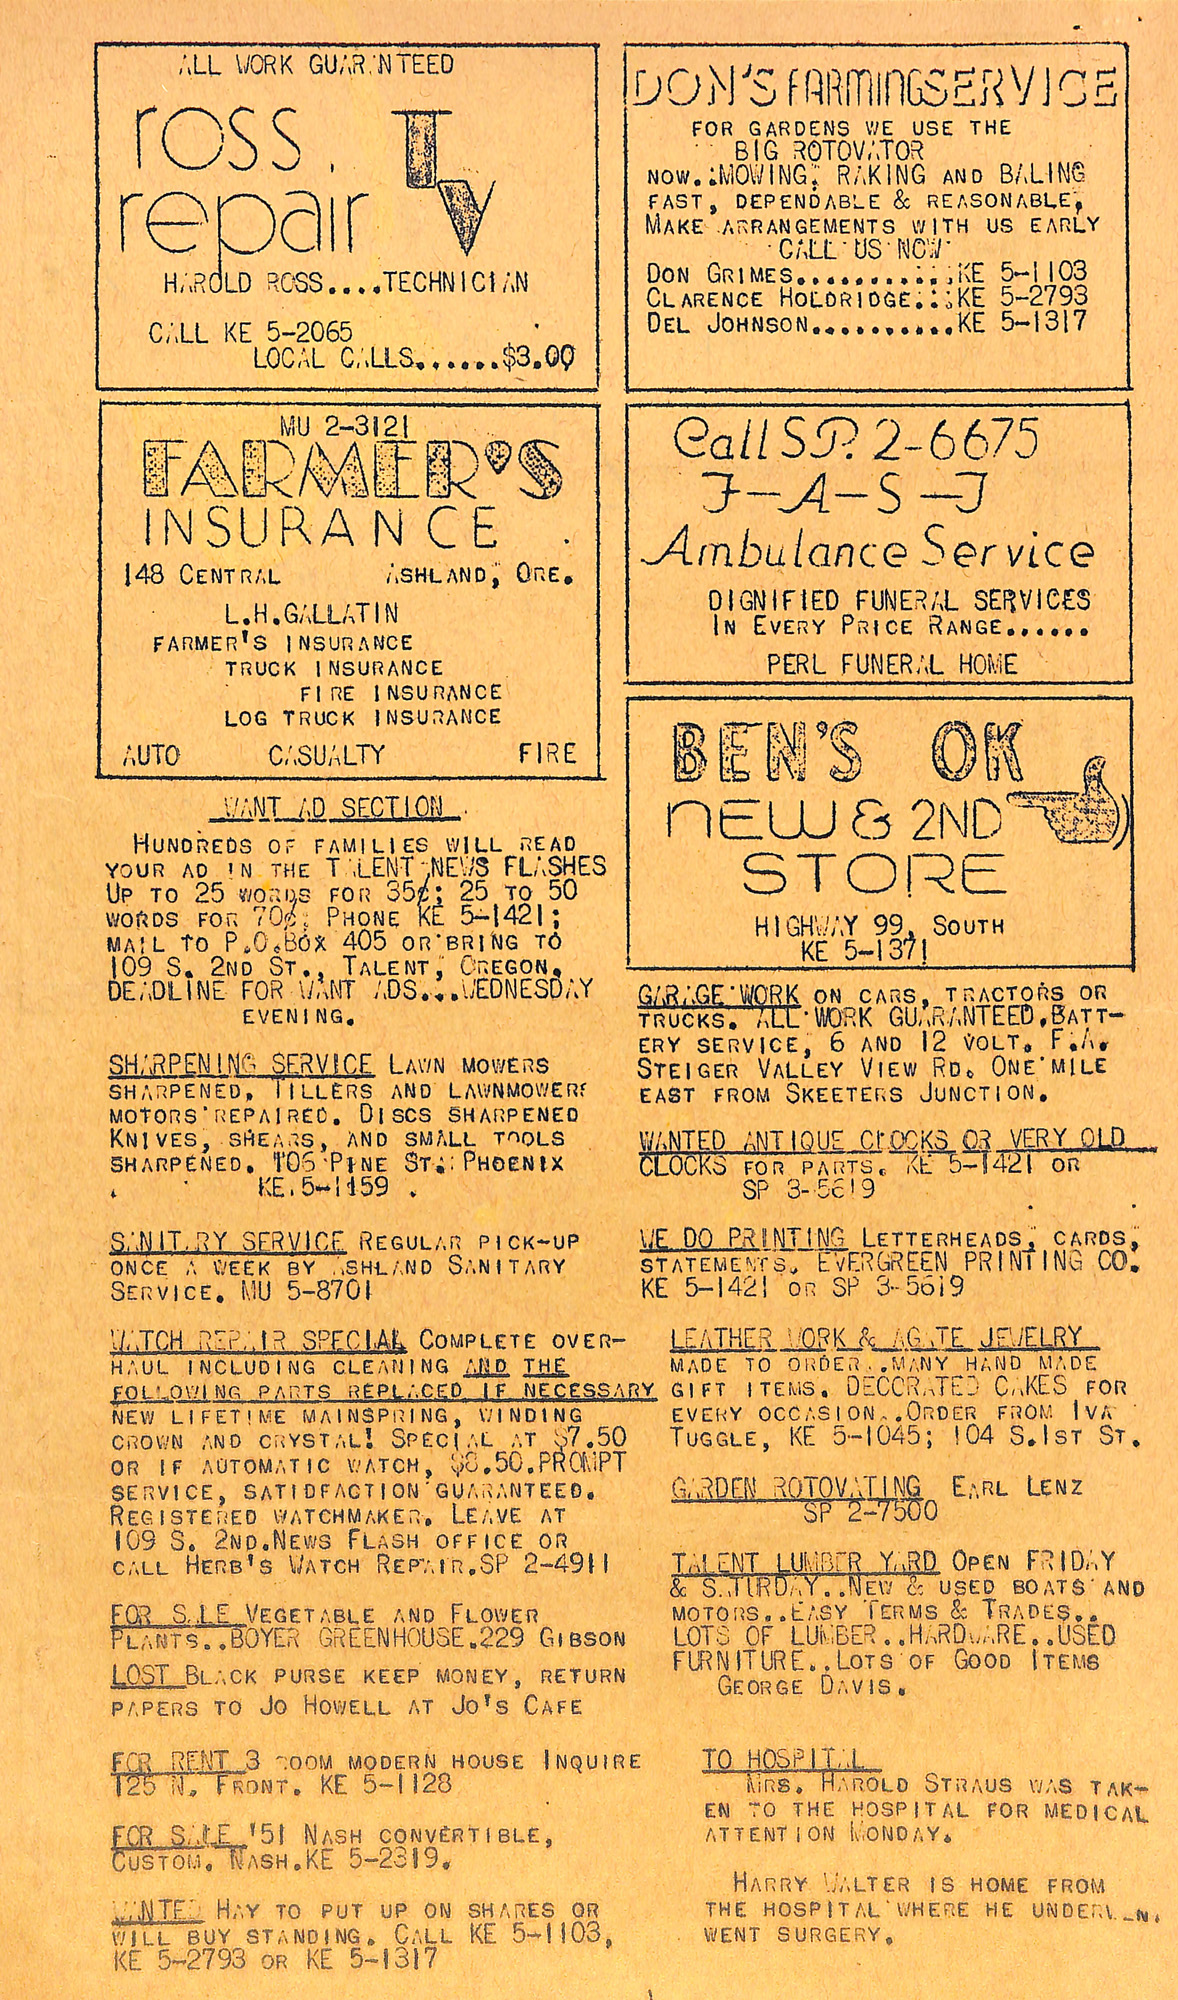 ALL WORK GUARANTEED
ross
repair TV
HAROLD ROSS....TECHNICIAN
CALL KE 5-2065
LOCAL CALLS.......$3.00
MU 2-3121
FARMER'S
INSURANCE
148 CENTRAL ASHLAND, ORE.
L.H.GALLATIN
FARMER'S INSURANCE
TRUCK INSURANCE
FIRE INSURANCE
LOG TRUCK INSURANCE
AUTO CASUALTY FIRE
WANT AD SECTION
HUNDREDS OF FAMILIES WILL READ
YOUR AD IN THE TALENT NEWS FLASHES
UP TO 25 WORDS FOR 35¢; 25 TO 50
WORDS FOR 70¢; PHONE KE 5-1421;
MAIL TO P.O.BOX 405 OR BRING TO
109 S. 2ND ST., TALENT, OREGON.
DEADLINE FOR WANT ADS...WEDNESDAY
EVENING.
SHARPENING SERVICE LAWN MOWERS
SHARPENED, TILLERS AND LAWNMOWERS
MOTORS REPAIRED. DISCS SHARPENED
KNIVES, SHEARS, AND SMALL TOOLS
SHARPENED. 106 PINE ST. PHOENIX
KE.5-1159
SANITARY SERVICE REGULAR PICK-UP
ONCE A WEEK BY ASHLAND SANITARY
SERVICE. MU 5-8701
WATCH REPAIR SPECIAL COMPLETE OVER-
HAUL INCLUDING CLEANING AND THE
FOLLOWING PARTS REPLACED IF NECESSARY
NEW LIFETIME MAINSPRING, WINDING
CROWN AND CRYSTAL! SPECIAL AT $7.50
OR IF AUTOMATIC WATCH, $8.50.PROMPT
SERVICE, SATIDFACTION GUARANTEED.
REGISTERED WATCHMAKER. LEAVE AT
109 S. 2ND.NEWS FLASH OFFICE OR
CALL HERB'S WATCH REPAIR.SP 2-4911
FOR SALE VEGETABLE AND FLOWER
PLANTS..BOYER GREENHOUSE.229 GIBSON
LOST BLACK PURSE KEEP MONEY, RETURN
PAPERS TO JO HOWELL AT JO'S CAFE
FOR RENT 3 ROOM MODERN HOUSE INQUIRE
125 N. FRONT. KE 5-1128
FOR SALE '51 NASH CONVERTIBLE,
CUSTOM. NASH.KE 5-2319.
WANTED HAY TO PUT UP ON SHARES OR
WILL BUY STANDING. CALL KE 5-1103,
KE 5-2793 OR KE 5-1317
DON'S FARMING SERVICE
FOR GARDENS WE USE THE
BIG ROTOVATOR
NOW..MOWING, RAKING AND BALING
FAST, DEPENDABLE & REASONABLE,
MAKE ARRANGEMENTS WITH US EARLY
CALL US NOW
DON GRIMES............KE 5-1103
CLARENCE HOLDRIDGE...KE 5-2793
DEL JOHNSON..........KE 5-1317
Call SP. 2-6675
F-A-S-T
Ambulance Service
DIGNIFIED FUNERAL SERVICES
IN EVERY PRICE RANGE......
PERL FUNERAL HOME
BEN'S OK
NEW & 2ND
STORE
HIGHWAY 99, SOUTH
KE 5-1371
GARAGE WORK ON CARS, TRACTORS OR
TRUCKS. ALL WORK GUARANTEED.BATT-
ERY SERVICE, 6 AND 12 VOLT. F.A.
STEIGER VALLEY VIEW RD. ONE MILE
EAST FROM SKEETERS JUNCTION.
WANTED ANTIQUE CLOCKS OR VERY OLD
CLOCKS FOR PARTS. KE 5-1421 OR
SP 3-5619
WE DO PRINTING LETTERHEADS, CARDS,
STATEMENTS. EVERGREEN PRINTING CO.
KE 5-1421 OR SP 3-5619
LEATHER WORK & AGATE JEWELRY
MADE TO ORDER..MANY HAND MADE
GIFT ITEMS. DECORATED CAKES FOR
EVERY OCCASION..ORDER FROM IVA
TUGGLE, KE 5-1045; 104 S.1ST ST.
GARDEN ROTOVATING EARL LENZ
SP 2-7500
TALENT LUMBER YARD OPEN FRIDAY
& SATURDAY..NEW & USED BOATS AND
MOTORS..EASY TERMS & TRADES..
LOTS OF LUMBER..HARDWARE..USED
FURNITURE..LOTS OF GOOD ITEMS
GEORGE DAVIS.
TO HOSPITAL
MRS. HAROLD STRAUS WAS TAK-
EN TO THE HOSPITAL FOR MEDICAL
ATTENTION MONDAY.
HARRY WALTER IS HOME FROM
THE HOSPITAL WHERE HE
WENT SURGERY.